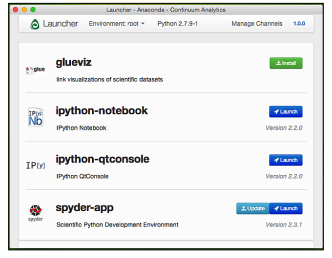 Launcher - Anaconda - Continuum Analytics
Launcher Environment: root Python 2.7.9-1 Manage Channels 1.0.0
glue
glueviz
Install
link visualizations of scientific datasets
IP[y]:
Nb
ipython-notebook
Launch
IPython Notebook
Version 2.2.0
IP[y]
ipython-qtconsole
Launch
IPython QtConsole
Version 2.2.0
spyder
spyder-app
Update Launch
Scientific Python Development Environment
Version 2.3.1